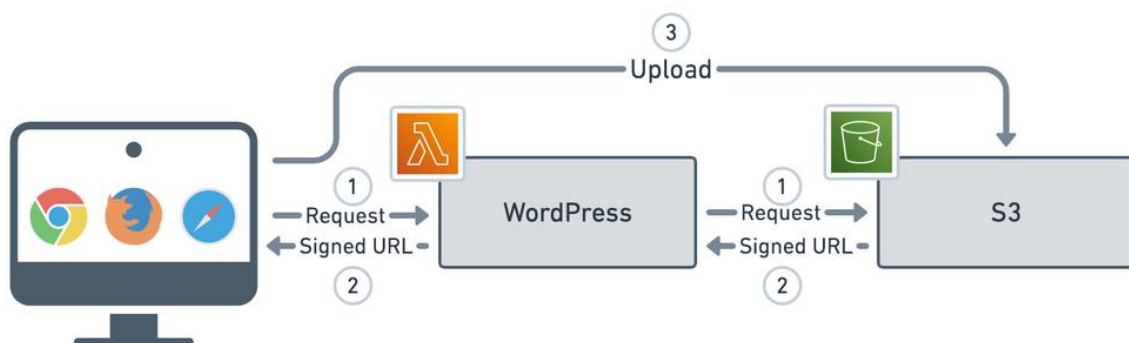 3
Upload
1
Request
Signed URL
2
WordPress
1
Request
Signed URL
2
S3